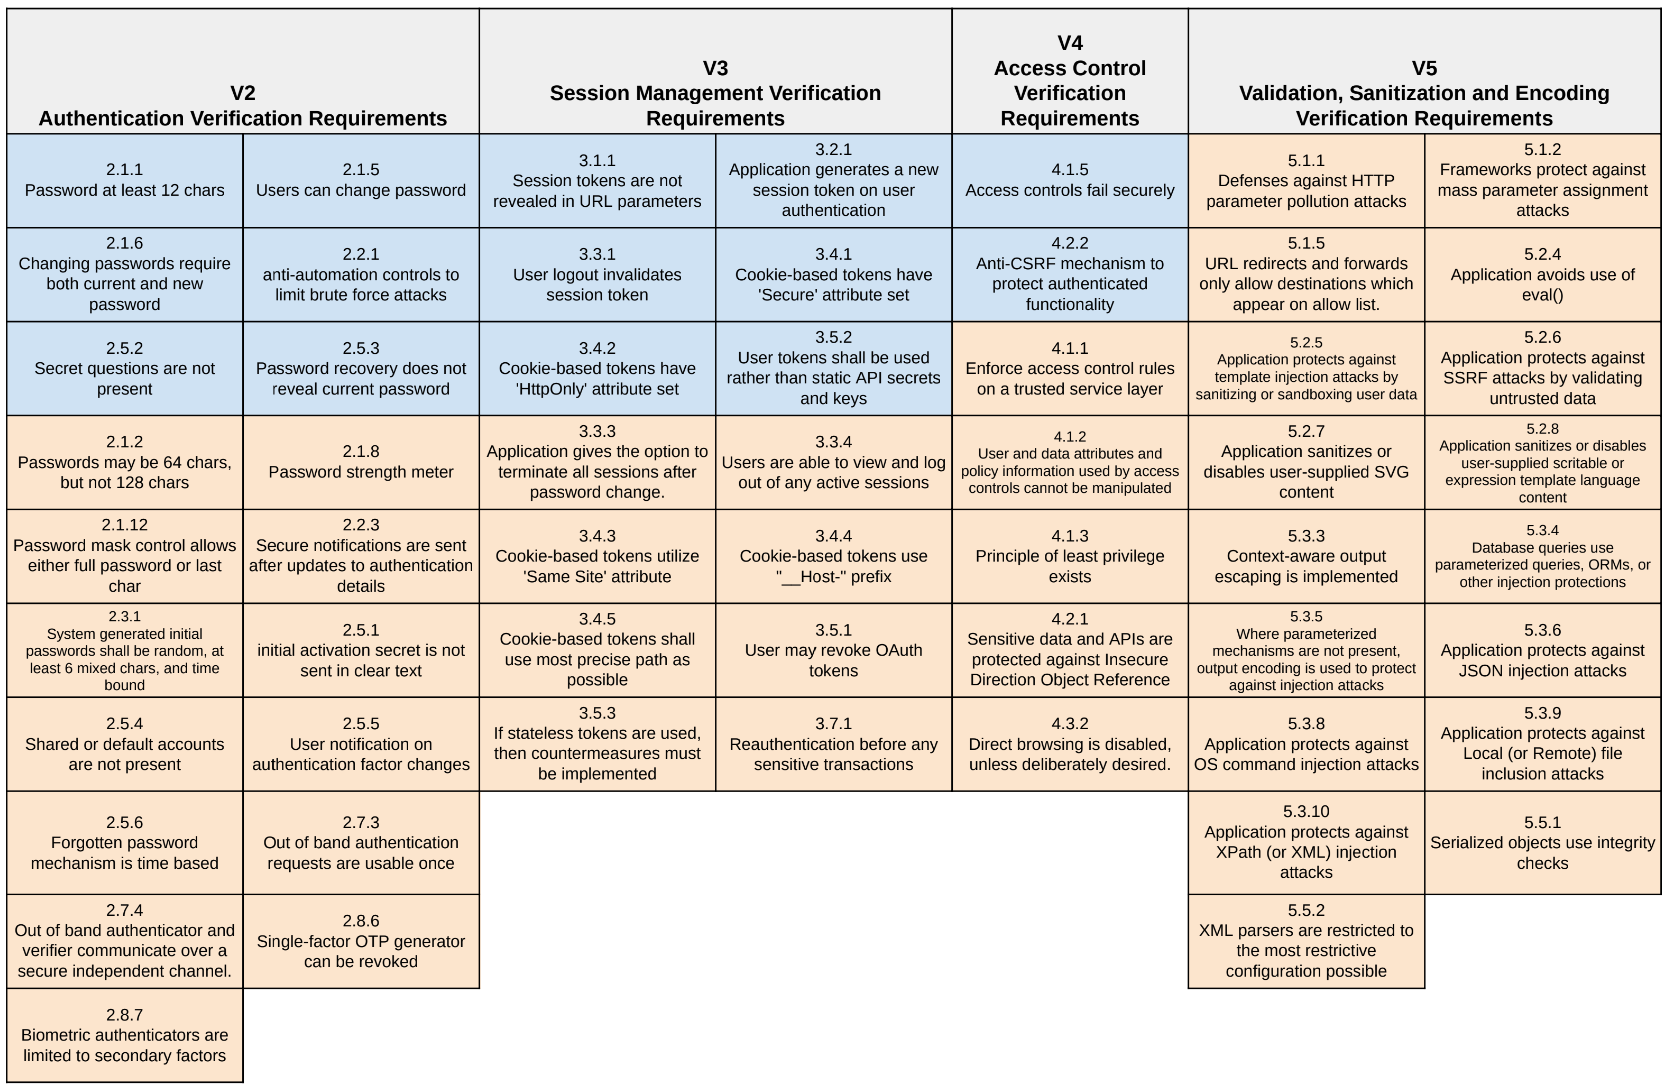 V2
Authentication Verification Requirements
V3
Session Management Verification
Requirements
V4
Access Control
Verification
Requirements
V5
Validation, Sanitization and Encoding
Verification Requirements
2.1.1
Password at least 12 chars
2.1.5
Users can change password
3.1.1
Session tokens are not
revealed in URL parameters
3.2.1
Application generates a new
session token on user
authentication
4.1.5
Access controls fail securely
5.1.1
Defenses against HTTP
parameter pollution attacks
5.1.2
Frameworks protect against
mass parameter assignment
attacks
2.1.6
Changing passwords require
both current and new
password
2.2.1
anti-automation controls to
limit brute force attacks
3.3.1
User logout invalidates
session token
3.4.1
Cookie-based tokens have
'Secure' attribute set
4.2.2
Anti-CSRF mechanism to
protect authenticated
functionality
5.1.5
URL redirects and forwards
only allow destinations which
appear on allow list.
5.2.4
Application avoids use of
eval()
2.5.2
Secret questions are not
present
2.5.3
Password recovery does not
reveal current password
3.4.2
Cookie-based tokens have
'HttpOnly' attribute set
3.5.2
User tokens shall be used
rather than static API secrets
and keys
4.1.1
Enforce access control rules
on a trusted service layer
5.2.5
Application protects against
template injection attacks by
sanitizing or sandboxing user data
5.2.6
Application protects against
SSRF attacks by validating
untrusted data
2.1.2
Passwords may be 64 chars,
but not 128 chars
2.1.8
Password strength meter
3.3.3
Application gives the option to
terminate all sessions after
password change.
3.3.4
Users are able to view and log
out of any active sessions
4.1.2
User and data attributes and
policy information used by access
controls cannot be manipulated
5.2.7
Application sanitizes or
disables user-supplied SVG
content
5.2.8
Application sanitizes or disables
user-supplied scritable or
expression template language
content
2.1.12
Password mask control allows
either full password or last
char
2.2.3
Secure notifications are sent
after updates to authentication
details
3.4.3
Cookie-based tokens utilize
'Same Site' attribute
3.4.4
Cookie-based tokens use
"__Host-" prefix
4.1.3
Principle of least privilege
exists
5.3.3
Context-aware output
escaping is implemented
5.3.4
Database queries use
parameterized queries, ORMs, or
other injection protections
2.3.1
System generated initial
passwords shall be random, at
least 6 mixed chars, and time
bound
2.5.1
initial activation secret is not
sent in clear text
3.4.5
Cookie-based tokens shall
use most precise path as
possible
3.5.1
User may revoke OAuth
tokens
4.2.1
Sensitive data and APIs are
protected against Insecure
Direction Object Reference
5.3.5
Where parameterized
mechanisms are not present,
output encoding is used to protect
against injection attacks
5.3.6
Application protects against
JSON injection attacks
2.5.4
Shared or default accounts
are not present
2.5.5
User notification on
authentication factor changes
3.5.3
If stateless tokens are used,
then countermeasures must
be implemented
3.7.1
Reauthentication before any
sensitive transactions
4.3.2
Direct browsing is disabled,
unless deliberately desired.
5.3.8
Application protects against
OS command injection attacks
5.3.9
Application protects against
Local (or Remote) file
inclusion attacks
2.5.6
Forgotten password
mechanism is time based
2.7.3
Out of band authentication
requests are usable once
5.3.10
Application protects against
XPath (or XML) injection
attacks
5.5.1
Serialized objects use integrity
checks
2.7.4
Out of band authenticator and
verifier communicate over a
secure independent channel.
2.8.6
Single-factor OTP generator
can be revoked
5.5.2
XML parsers are restricted to
the most restrictive
configuration possible
2.8.7
Biometric authenticators are
limited to secondary factors